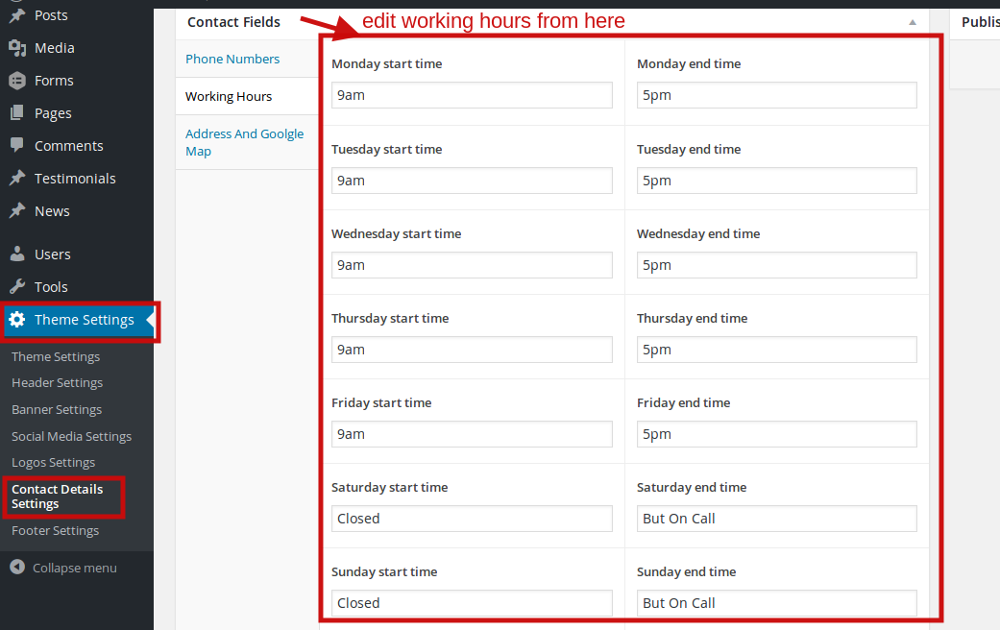 Posts
Media
Forms
Pages
Comments
Testimonials
News
Users
Tools
Theme Settings
Theme Settings
Header Settings
Banner Settings
Social Media Settings
Logos Settings
Contact Details
Settings
Footer Settings
Collapse menu
Contact Fields
edit working hours from here
Phone Numbers
Working Hours
Address And Goolgle
Map
Monday start time Monday end time
9am 5pm
Tuesday start time Tuesday end time
9am 5pm
Wednesday start time Wednesday end time
9am 5pm
Thursday start time Thursday end time
9am 5pm
Friday start time Friday end time
9am 5pm
Saturday start time Saturday end time
Closed But On Call
Sunday start time Sunday end time
Closed But On Call